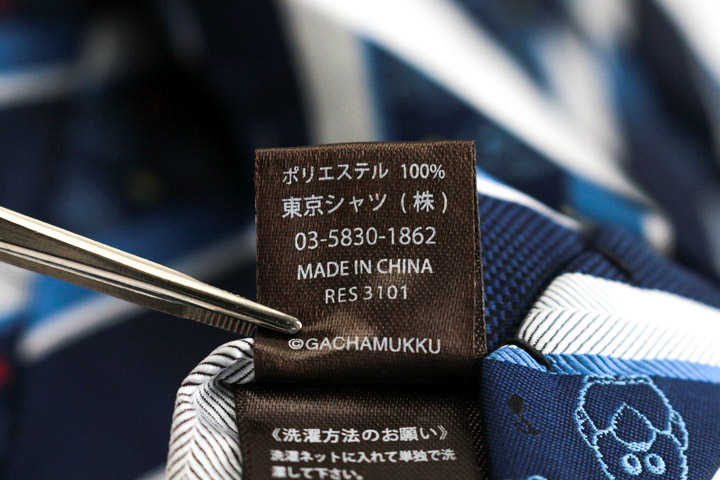 ポリエステル 100%
東京シャツ(株)
03-5830-1862
MADE IN CHINA
RES 3101
©GACHAMUKKU
《洗濯方法のお願い》
洗濯ネットに入れて単独で洗
濯して下さい。